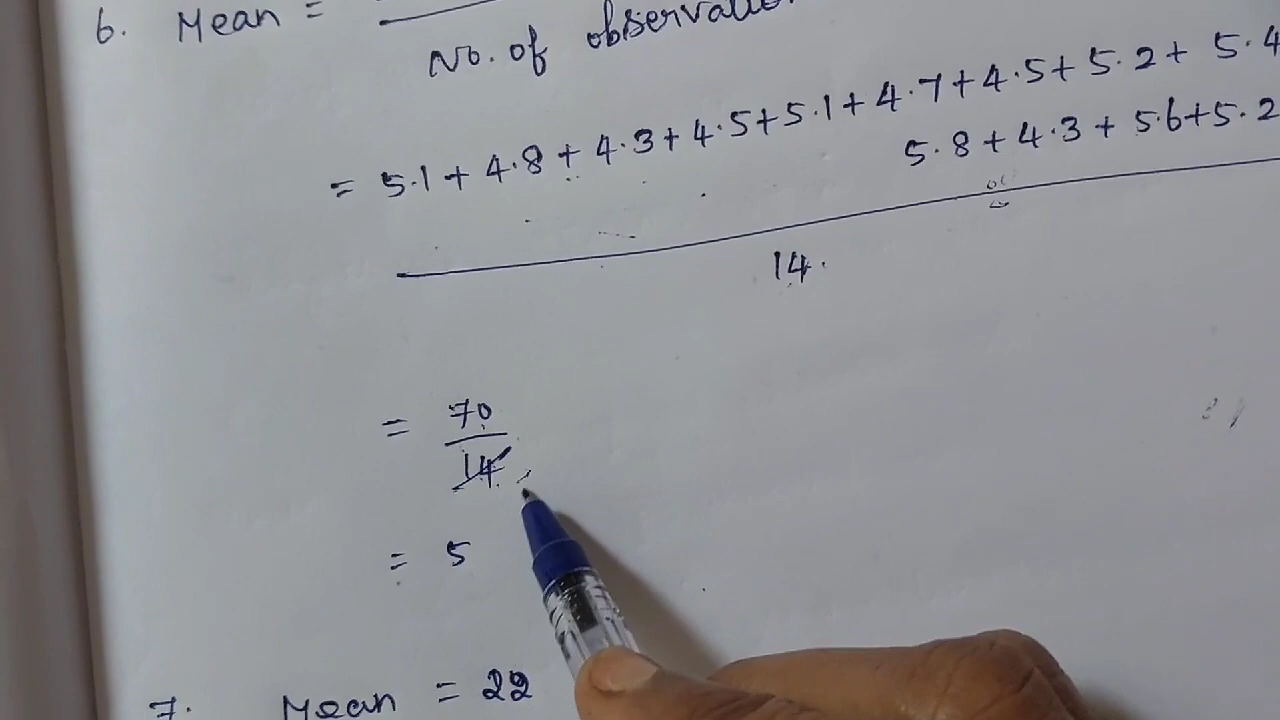 6. Mean =
No. of observation
= 5.1 + 4.8 + 4.3 + 4.5 + 5.1 + 4.7 + 4.5 + 5.2 + 5.4
5.8 + 4.3 + 5.6 + 5.2
14.
= 70
14
= 5
7. Mean = 22